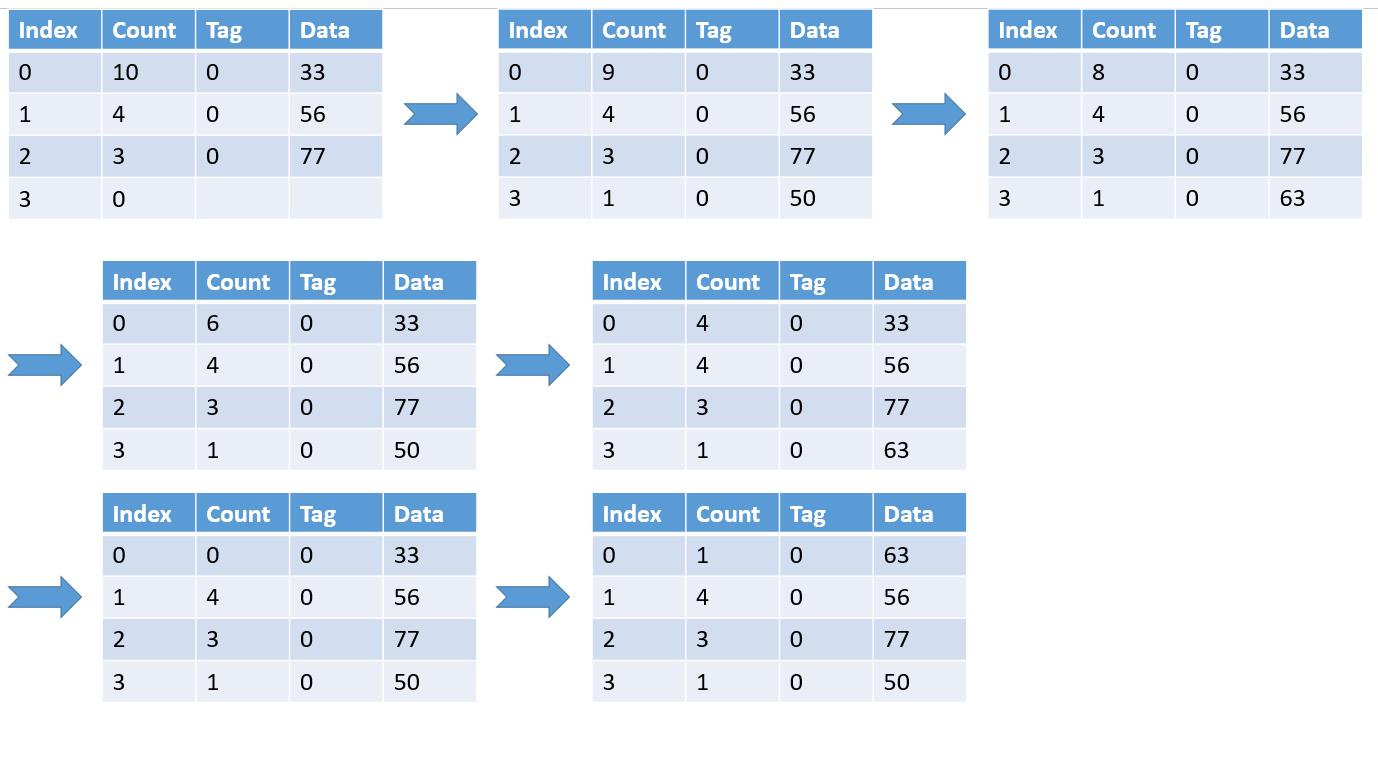 Index Count Tag Data Index Count Tag Data Index Count Tag Data
0 10 0 33 0 9 0 33 0 8 0 33
1 4 0 56 1 4 0 56 1 4 0 56
2 3 0 77 2 3 0 77 2 3 0 77
3 0 3 1 0 50 3 1 0 63
Index Count Tag Data Index Count Tag Data
0 6 0 33 0 4 0 33
1 4 0 56 1 4 0 56
2 3 0 77 2 3 0 77
3 1 0 50 3 1 0 63
Index Count Tag Data Index Count Tag Data
0 0 0 33 0 1 0 63
1 4 0 56 1 4 0 56
2 3 0 77 2 3 0 77
3 1 0 50 3 1 0 50